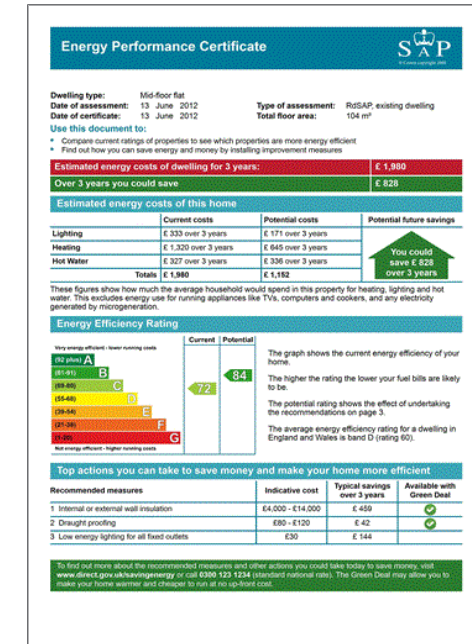 Energy Performance Certificate
SAP
© Crown copyright 2009
Dwelling type: Mid-floor flat
Date of assessment: 13 June 2012 Type of assessment: RdSAP, existing dwelling
Date of certificate: 13 June 2012 Total floor area: 104 m²
Use this document to:
• Compare current ratings of properties to see which properties are more energy efficient
• Find out how you can save energy and money by installing improvement measures
Estimated energy costs of dwelling for 3 years: £ 1,980
Over 3 years you could save £ 828
Estimated energy costs of this home
Current costs Potential costs Potential future savings
Lighting £ 333 over 3 years £ 171 over 3 years
Heating £ 1,320 over 3 years £ 645 over 3 years
Hot Water £ 327 over 3 years £ 336 over 3 years
Totals £ 1,980 £ 1,152
You could
save £ 828
over 3 years
These figures show how much the average household would spend in this property for heating, lighting and hot
water. This excludes energy use for running appliances like TVs, computers and cookers, and any electricity
generated by microgeneration.
Energy Efficiency Rating
Current Potential
Very energy efficient - lower running costs
(92 plus) A
(81-91) B
(69-80) C
(55-68) D
(39-54) E
(21-38) F
(1-20) G
Not energy efficient - higher running costs
72
84
The graph shows the current energy efficiency of your
home.
The higher the rating the lower your fuel bills are likely
to be.
The potential rating shows the effect of undertaking
the recommendations on page 3.
The average energy efficiency rating for a dwelling in
England and Wales is band D (rating 60).
Top actions you can take to save money and make your home more efficient
Recommended measures Indicative cost Typical savings over 3 years Available with Green Deal
1 Internal or external wall insulation £4,000 - £14,000 £ 459
2 Draught proofing £80 - £120 £ 42
3 Low energy lighting for all fixed outlets £30 £ 144
To find out more about the recommended measures and other actions you could take today to save money, visit
www.direct.gov.uk/savingenergy or call 0300 123 1234 (standard national rate). The Green Deal may allow you to
make your home warmer and cheaper to run at no up-front cost.